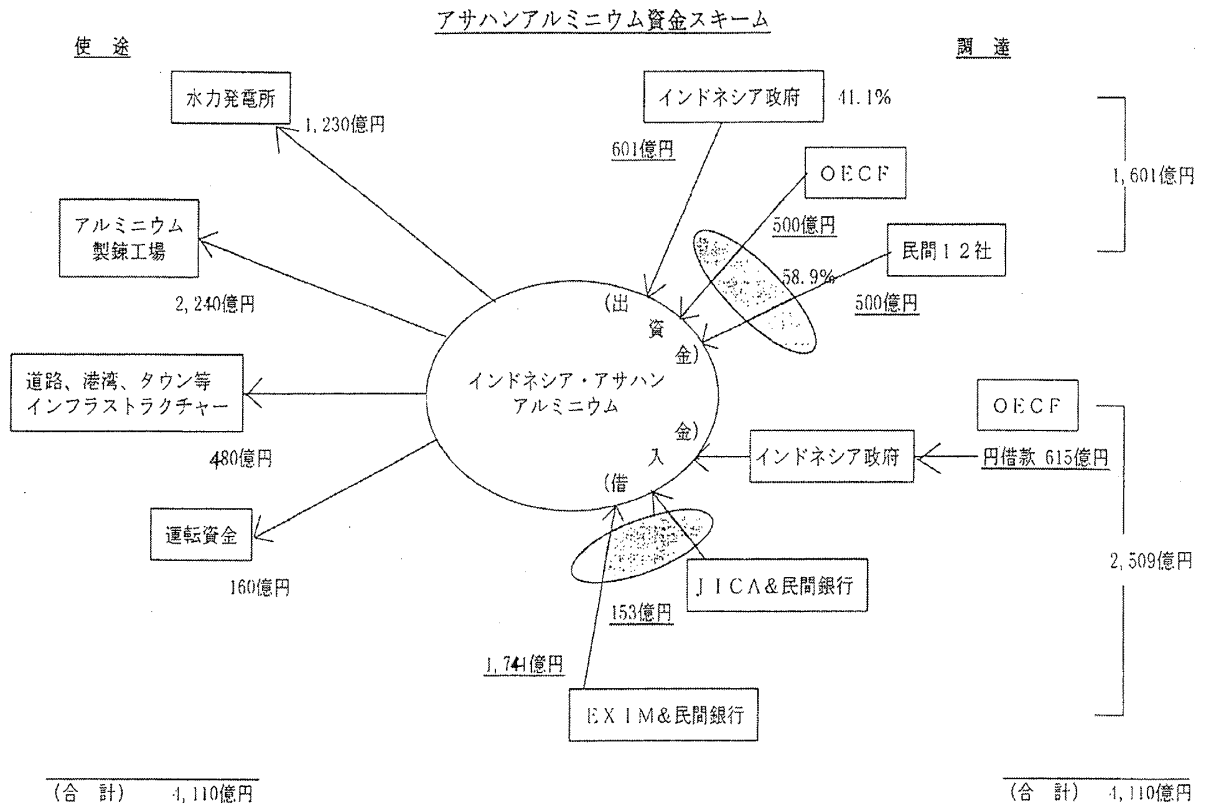 アサハンアルミニウム資金スキーム
使 途
調 達
水力発電所
1,230億円
アルミニウム
製錬工場
2,240億円
道路、港湾、タウン等
インフラストラクチャー
480億円
運転資金
160億円
インドネシア政府 41.1%
601億円
OECF
500億円
民間12社
58.9%
500億円
1,601億円
(出資金)
インドネシア・アサハン
アルミニウム
(借入金)
OECF
インドネシア政府
円借款 615億円
JICA&民間銀行
153億円
1,741億円
EXIM&民間銀行
2,509億円
(合 計) 4,110億円
(合 計) 4,110億円